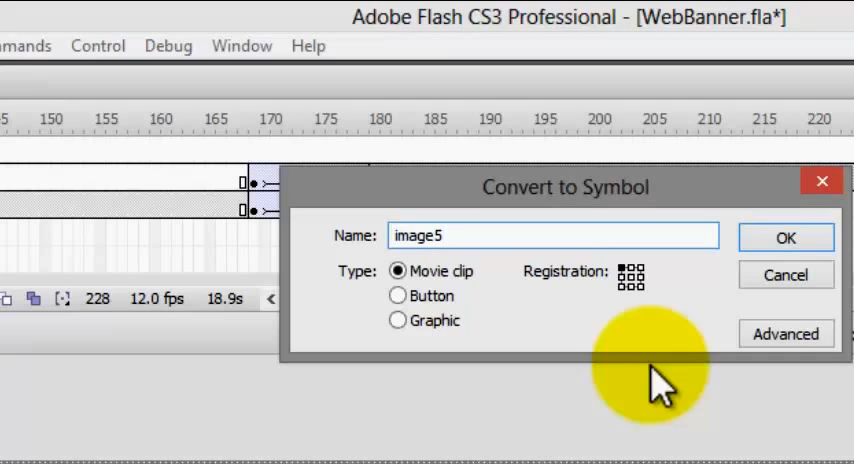 Adobe Flash CS3 Professional - [WebBanner.fla*]
mmands Control Debug Window Help
5 150 155 160 165 170 175 180 185 190 195 200 205 210 215 220
Convert to Symbol
Name: image5 OK
Type: Movie clip Registration: Cancel
Button
Graphic
Advanced
228 12.0 fps 18.9s